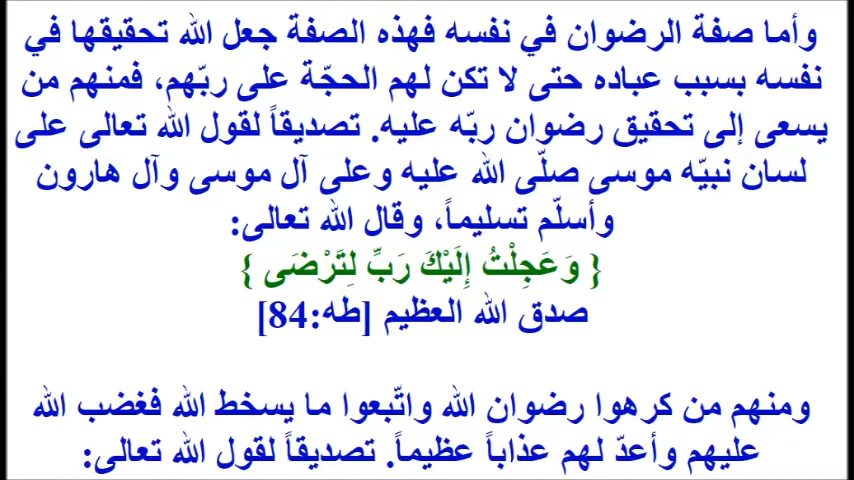 وأما صفة الرضوان في نفسه فهذه الصفة جعل الله تحقيقها في
نفسه بسبب عباده حتى لا تكن لهم الحجّة على ربّهم، فمنهم من
يسعى إلى تحقيق رضوان ربّه عليه. تصديقاً لقول الله تعالى على
لسان نبيّه موسى صلّى الله عليه وعلى آل موسى وآل هارون
وأسلّم تسليماً، وقال الله تعالى:
{ وَعَجِلْتُ إِلَيْكَ رَبِّ لِتَرْضَى }
صدق الله العظيم [طه:84]
ومنهم من كرهوا رضوان الله واتّبعوا ما يسخط الله فغضب الله
عليهم وأعدّ لهم عذاباً عظيماً. تصديقاً لقول الله تعالى: